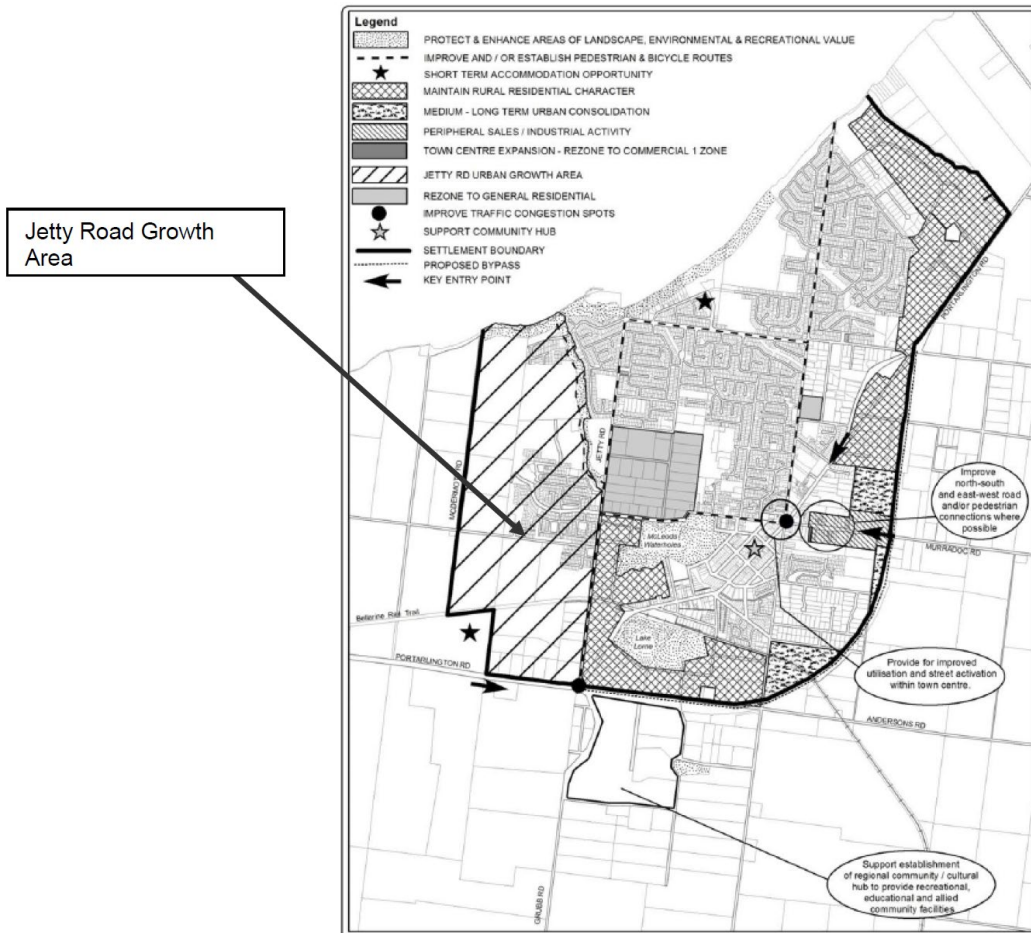 Legend
PROTECT & ENHANCE AREAS OF LANDSCAPE, ENVIRONMENTAL & RECREATIONAL VALUE
IMPROVE AND / OR ESTABLISH PEDESTRIAN & BICYCLE ROUTES
SHORT TERM ACCOMMODATION OPPORTUNITY
MAINTAIN RURAL RESIDENTIAL CHARACTER
MEDIUM - LONG TERM URBAN CONSOLIDATION
PERIPHERAL SALES / INDUSTRIAL ACTIVITY
TOWN CENTRE EXPANSION - REZONE TO COMMERCIAL 1 ZONE
JETTY RD URBAN GROWTH AREA
REZONE TO GENERAL RESIDENTIAL
IMPROVE TRAFFIC CONGESTION SPOTS
SUPPORT COMMUNITY HUB
SETTLEMENT BOUNDARY
PROPOSED BYPASS
KEY ENTRY POINT
Jetty Road Growth
Area
PORTARLINGTON RD
JETTY RD
MCDERMOTT RD
Improve
north-south
and east-west road
and/or pedestrian
connections where
possible
McLeods
Waterholes
MURRADOC RD
Bellarine Rail Trail
Lake
Lorne
PORTARLINGTON RD
Provide for improved
utilisation and street activation
within town centre.
ANDERSONS RD
Support establishment
of regional community / cultural
hub to provide recreational,
educational and allied
community facilities
GRUBB RD